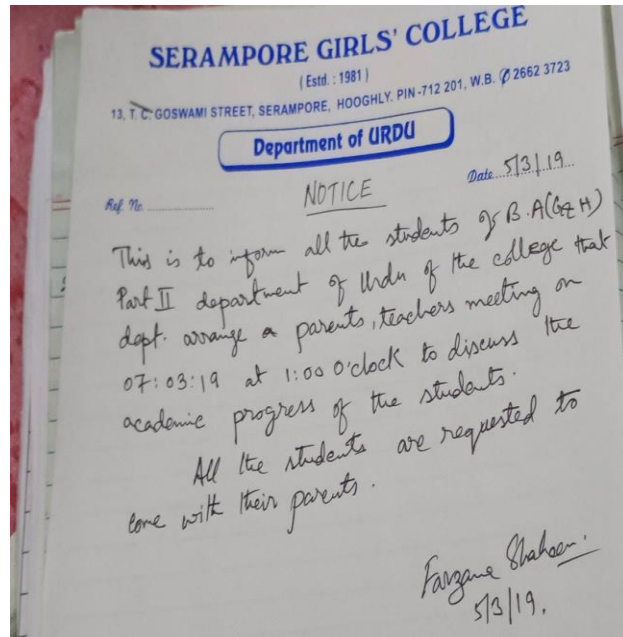 SERAMPORE GIRLS' COLLEGE
( Estd. : 1981 )
13, T. C. GOSWAMI STREET, SERAMPORE, HOOGHLY. PIN-712 201, W.B. ✆ 2662 3723
Department of URDU
Ref. No. ............ Date. 5/3/19
NOTICE
This is to inform all the students of B.A(G&H)
Part II department of Urdu of the college that
dept. arrange a parents, teachers meeting on
07:03:19 at 1:00 O'clock to discuss the
academic progress of the students.
All the students are requested to
come with their parents.
Farzana Shaheen.
5/3/19.